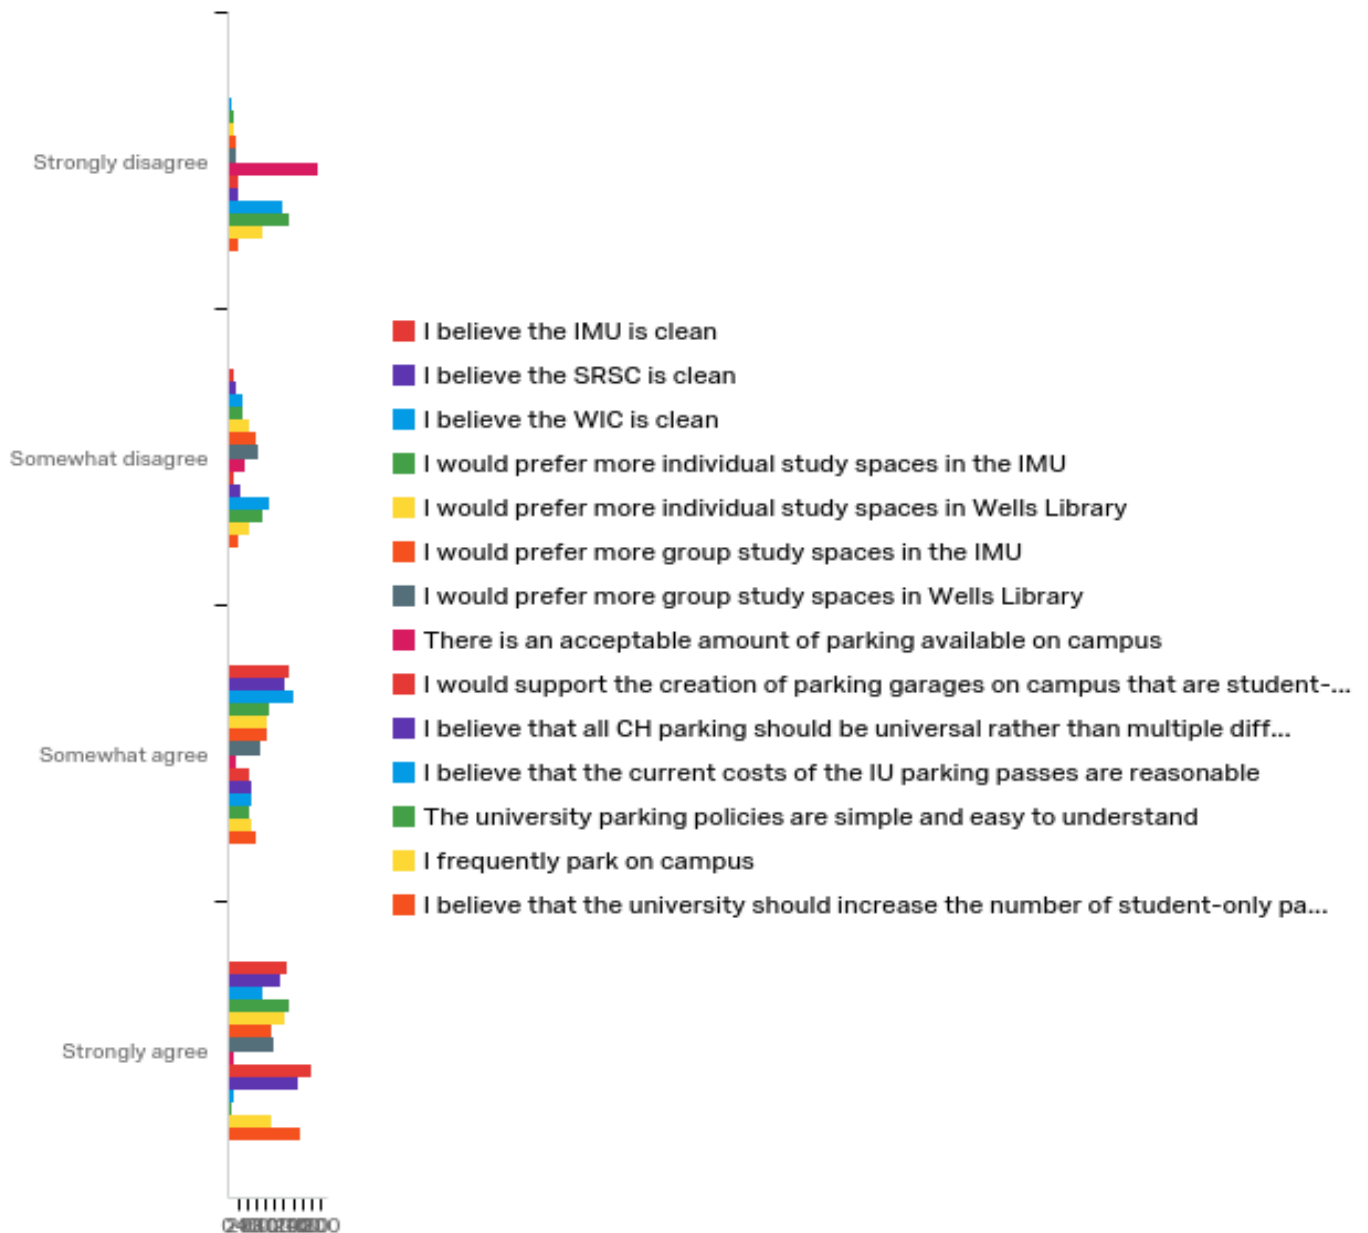 Strongly disagree
Somewhat disagree
Somewhat agree
Strongly agree
I believe the IMU is clean
I believe the SRSC is clean
I believe the WIC is clean
I would prefer more individual study spaces in the IMU
I would prefer more individual study spaces in Wells Library
I would prefer more group study spaces in the IMU
I would prefer more group study spaces in Wells Library
There is an acceptable amount of parking available on campus
I would support the creation of parking garages on campus that are student-...
I believe that all CH parking should be universal rather than multiple diff...
I believe that the current costs of the IU parking passes are reasonable
The university parking policies are simple and easy to understand
I frequently park on campus
I believe that the university should increase the number of student-only pa...